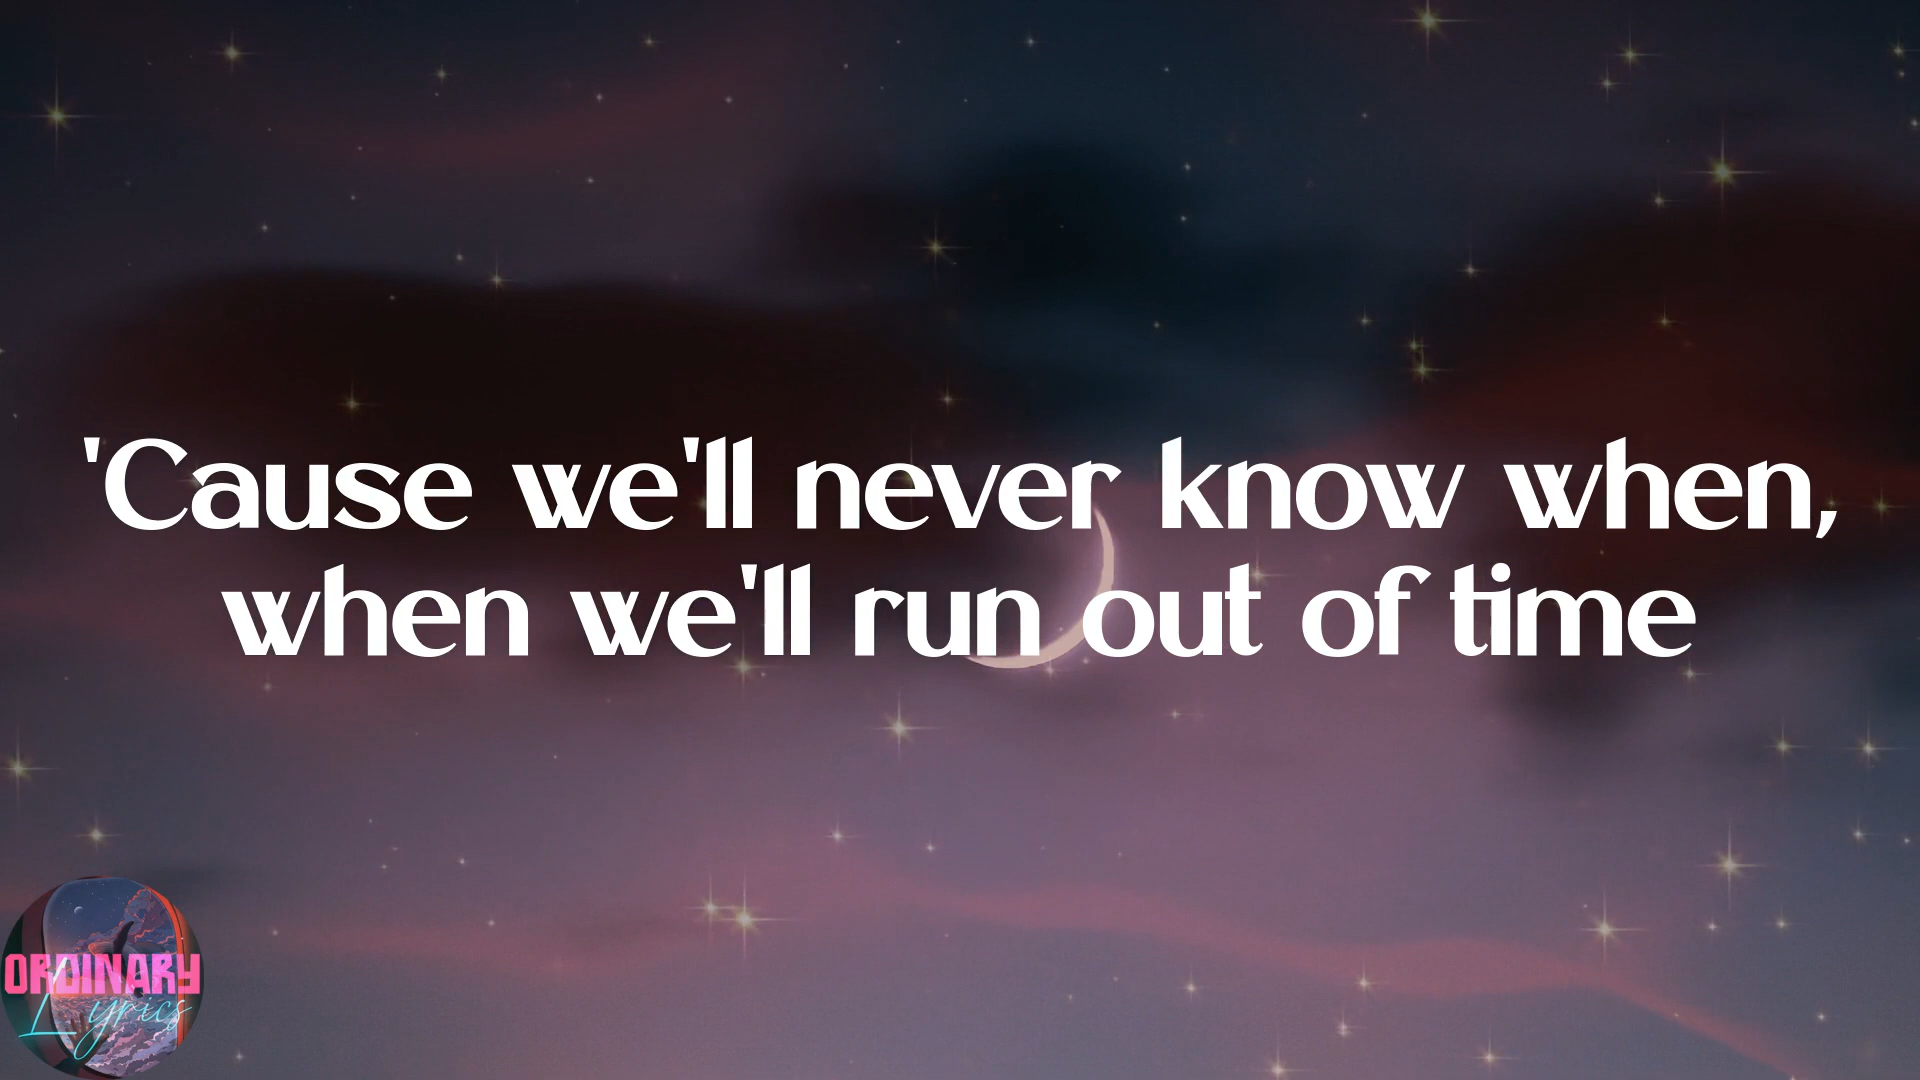 'Cause we'll never know when,
when we'll run out of time
ORDINARY
Lyrics